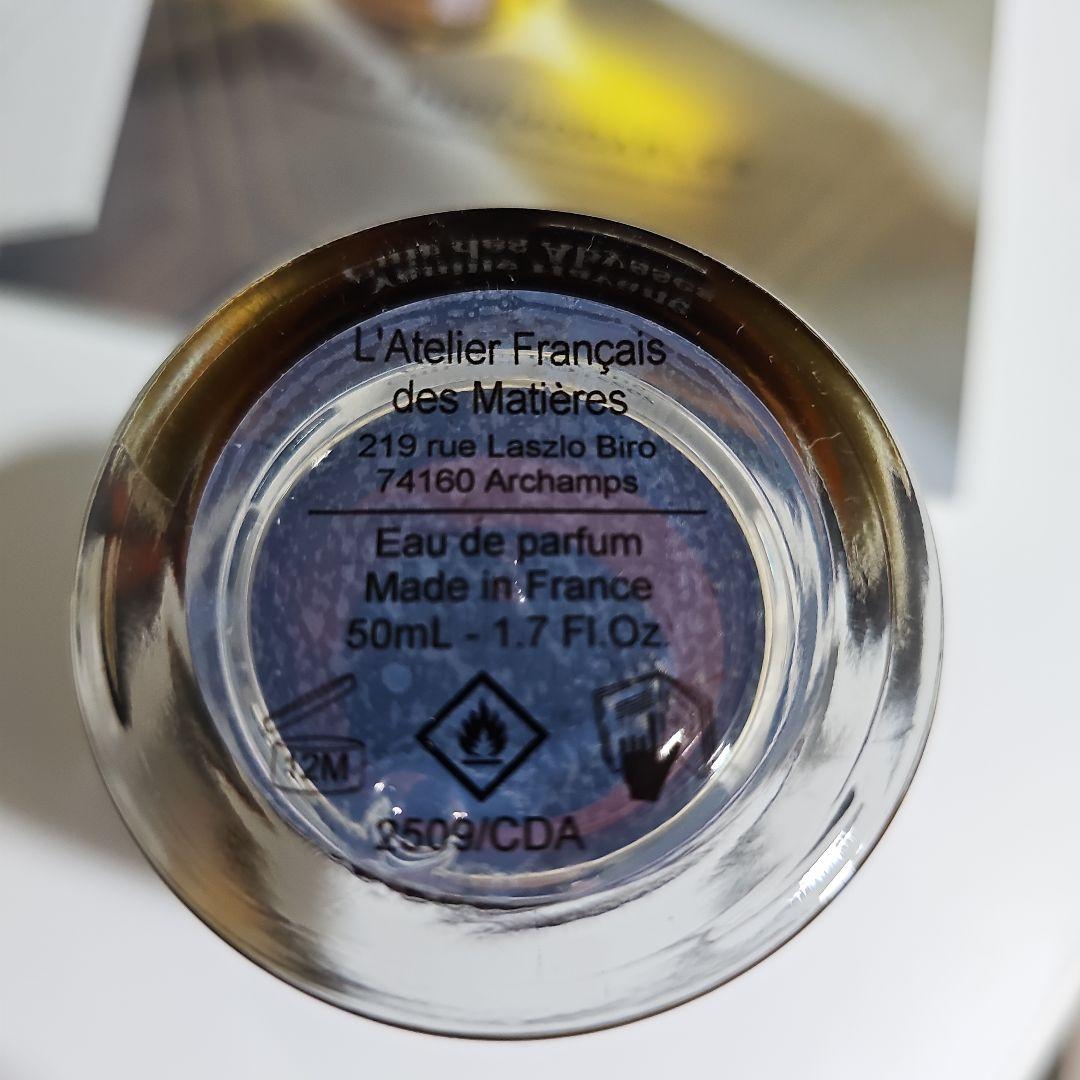 L'Atelier Français
des Matières
219 rue Laszlo Biro
74160 Archamps
Eau de parfum
Made in France
50mL - 1.7 Fl.Oz.
12M
2509/CDA